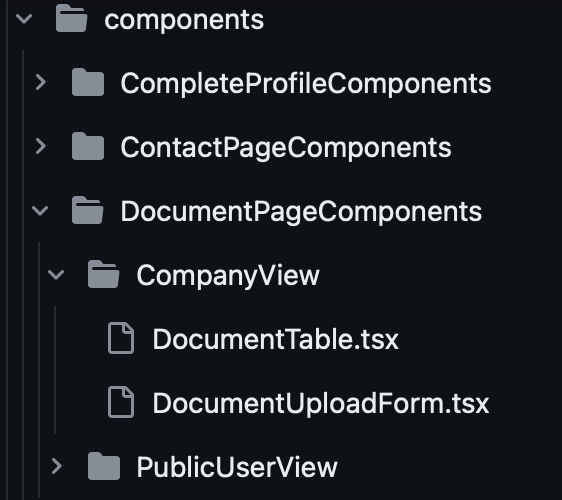 components
CompleteProfileComponents
ContactPageComponents
DocumentPageComponents
CompanyView
DocumentTable.tsx
DocumentUploadForm.tsx
PublicUserView